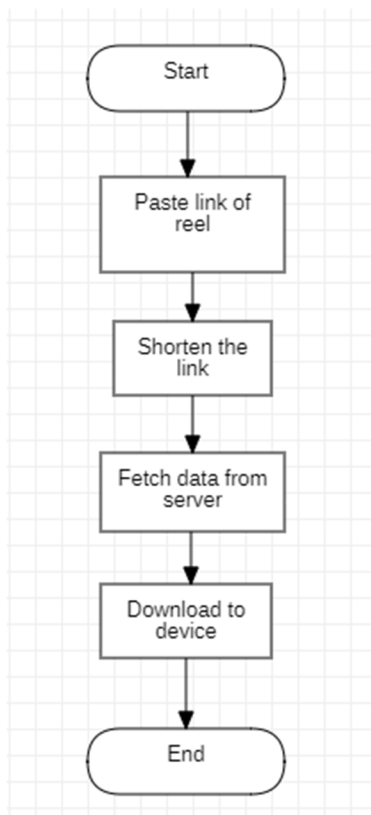 Start
Paste link of
reel
Shorten the
link
Fetch data from
server
Download to
device
End